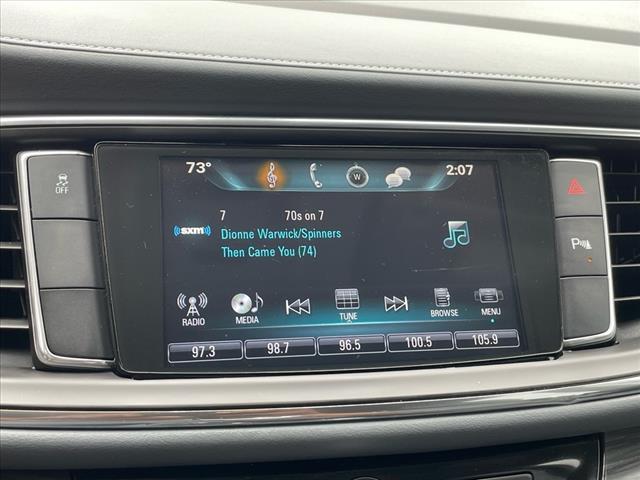 73° W 2:07
OFF
7 70s on 7
((sxm)) Dionne Warwick/Spinners
Then Came You (74)
P
RADIO MEDIA TUNE BROWSE MENU
97.3 98.7 96.5 100.5 105.9